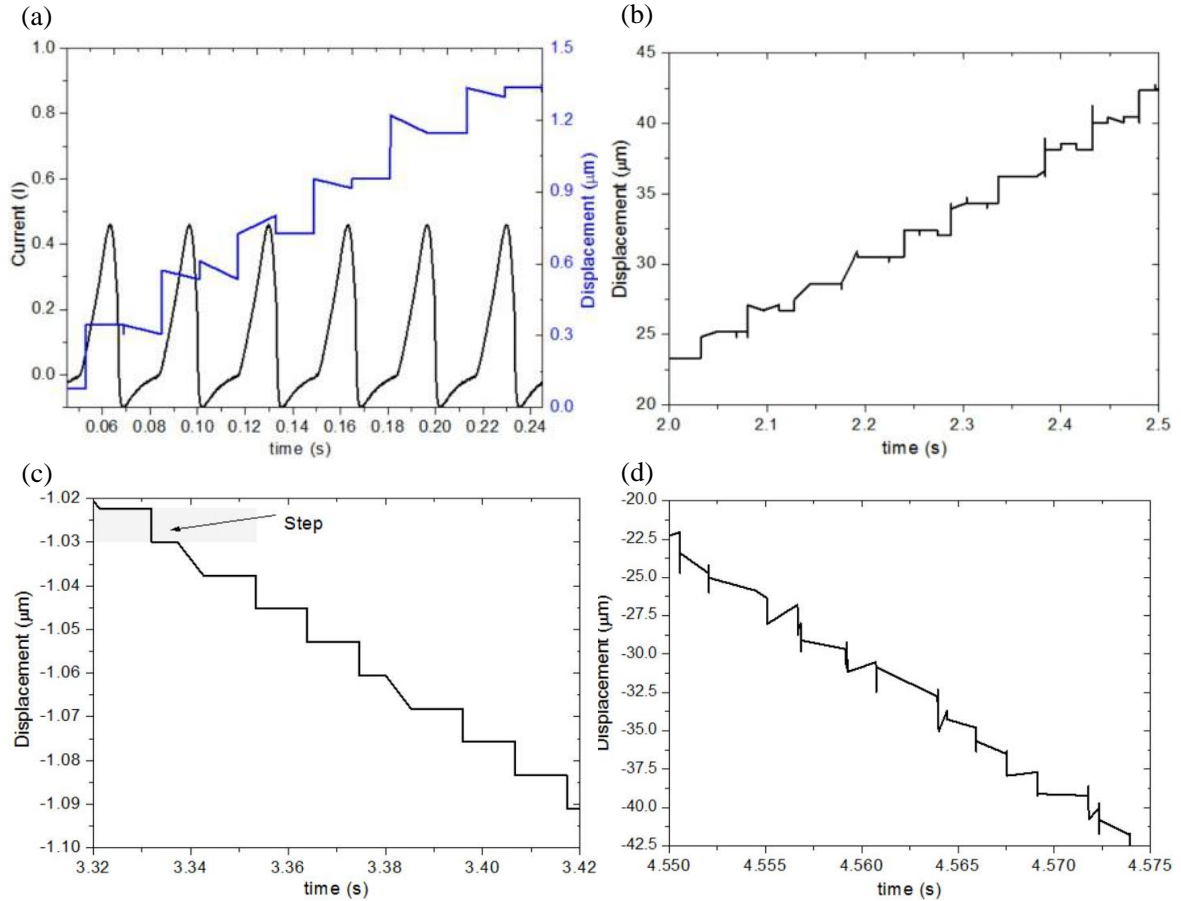 (a)
(b)
1.0
0.8
0.6
0.4
0.2
0.0
Current (I)
0.06 0.08 0.10 0.12 0.14 0.16 0.18 0.20 0.22 0.24
time (s)
1.5
1.2
0.9
0.6
0.3
0.0
Displacement (μm)
45
40
35
30
25
20
Displacement (μm)
2.0 2.1 2.2 2.3 2.4 2.5
time (s)
(c)
(d)
-1.02
-1.03
-1.04
-1.05
-1.06
-1.07
-1.08
-1.09
-1.10
Displacement (μm)
Step
3.32 3.34 3.36 3.38 3.40 3.42
time (s)
-20.0
-22.5
-25.0
-27.5
-30.0
-32.5
-35.0
-37.5
-40.0
-42.5
Displacement (μm)
4.550 4.555 4.560 4.565 4.570 4.575
time (s)